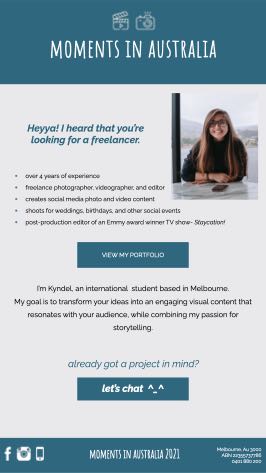 MOMENTS IN AUSTRALIA
Heyya! I heard that you're
looking for a freelancer.
• over 4 years of experience
• freelance photographer, videographer, and editor
• creates social media photo and video content
• shoots for weddings, birthdays, and other social events
• post-production editor of an Emmy award winner TV show- Staycation!
VIEW MY PORTFOLIO
I'm Kyndel, an international student based in Melbourne.
My goal is to transform your ideas into an engaging visual content that
resonates with your audience, while combining my passion for
storytelling.
already got a project in mind?
let's chat ^_^
MOMENTS IN AUSTRALIA 2021
Melbourne, Au 3000
ABN 22355737786
0401 880 200